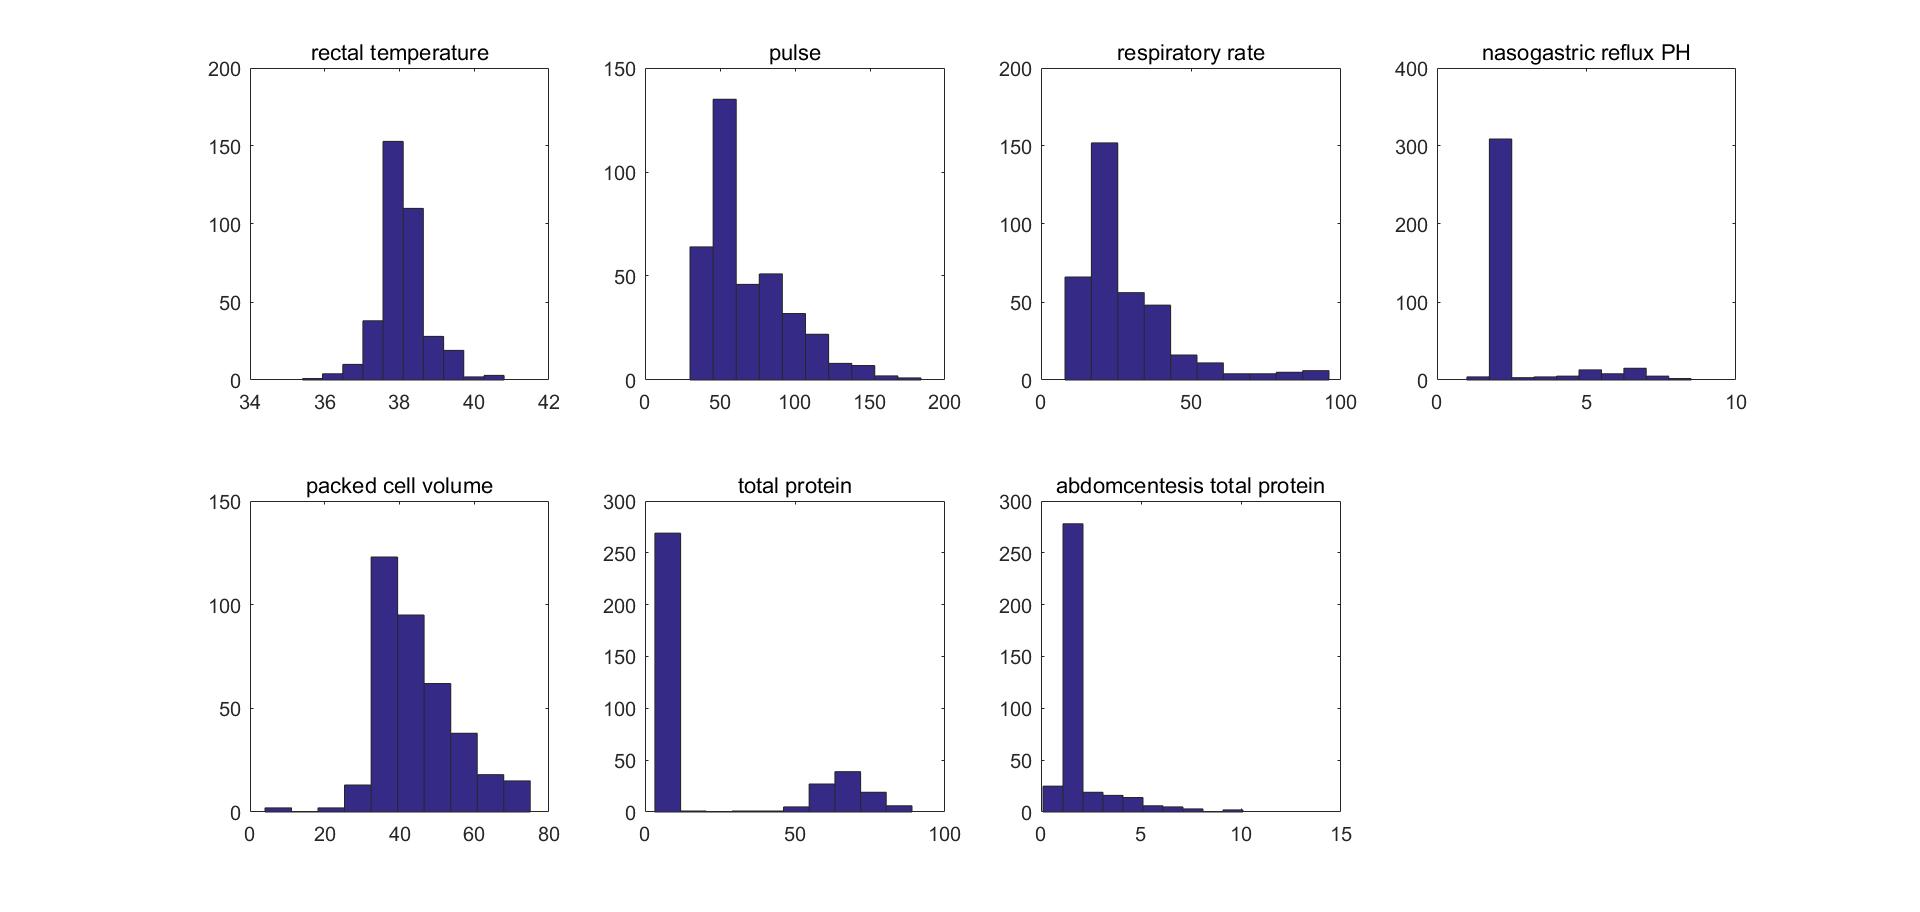 rectal temperature
200
150
100
50
0
34 36 38 40 42
pulse
150
100
50
0
0 50 100 150 200
respiratory rate
200
150
100
50
0
0 50 100
nasogastric reflux PH
400
300
200
100
0
0 5 10
packed cell volume
150
100
50
0
0 20 40 60 80
total protein
300
250
200
150
100
50
0
0 50 100
abdomcentesis total protein
300
250
200
150
100
50
0
0 5 10 15